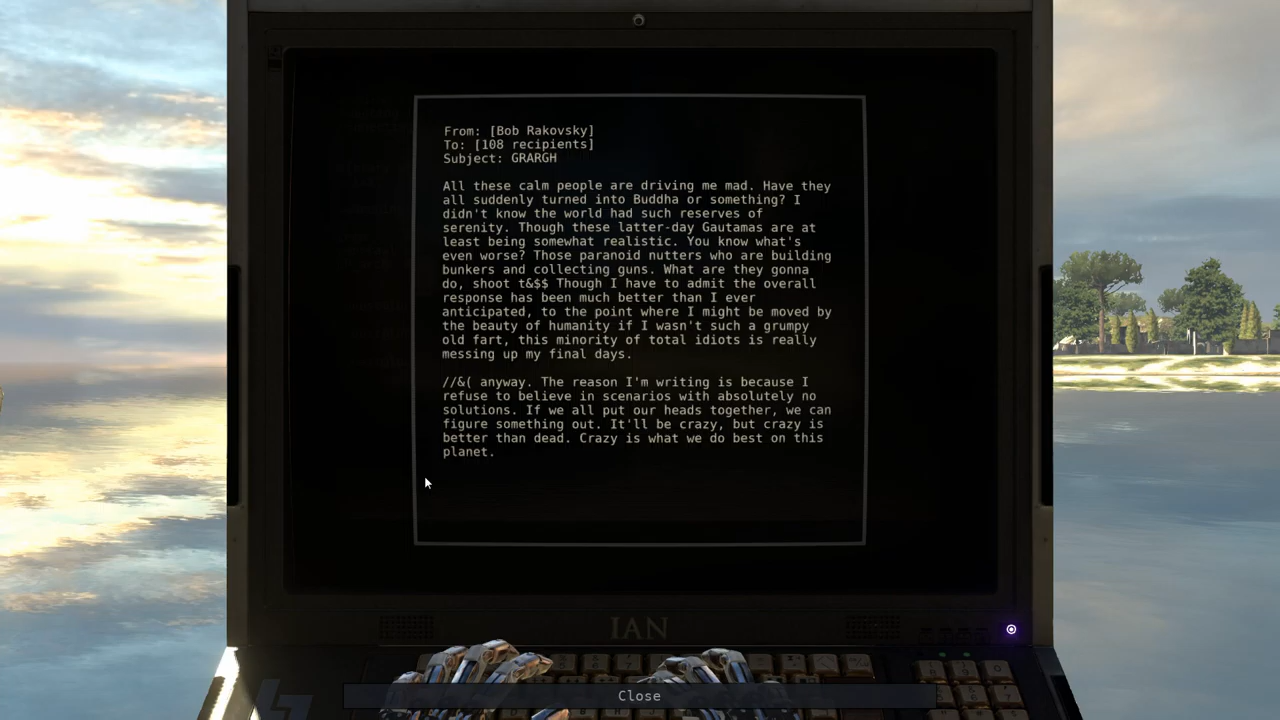 From: [Bob Rakovsky]
To: [108 recipients]
Subject: GRARGH
All these calm people are driving me mad. Have they
all suddenly turned into Buddha or something? I
didn't know the world had such reserves of
serenity. Though these latter-day Gautamas are at
least being somewhat realistic. You know what's
even worse? Those paranoid nutters who are building
bunkers and collecting guns. What are they gonna
do, shoot t&$$ Though I have to admit the overall
response has been much better than I ever
anticipated, to the point where I might be moved by
the beauty of humanity if I wasn't such a grumpy
old fart, this minority of total idiots is really
messing up my final days.
//&( anyway. The reason I'm writing is because I
refuse to believe in scenarios with absolutely no
solutions. If we all put our heads together, we can
figure something out. It'll be crazy, but crazy is
better than dead. Crazy is what we do best on this
planet.
IAN
Close